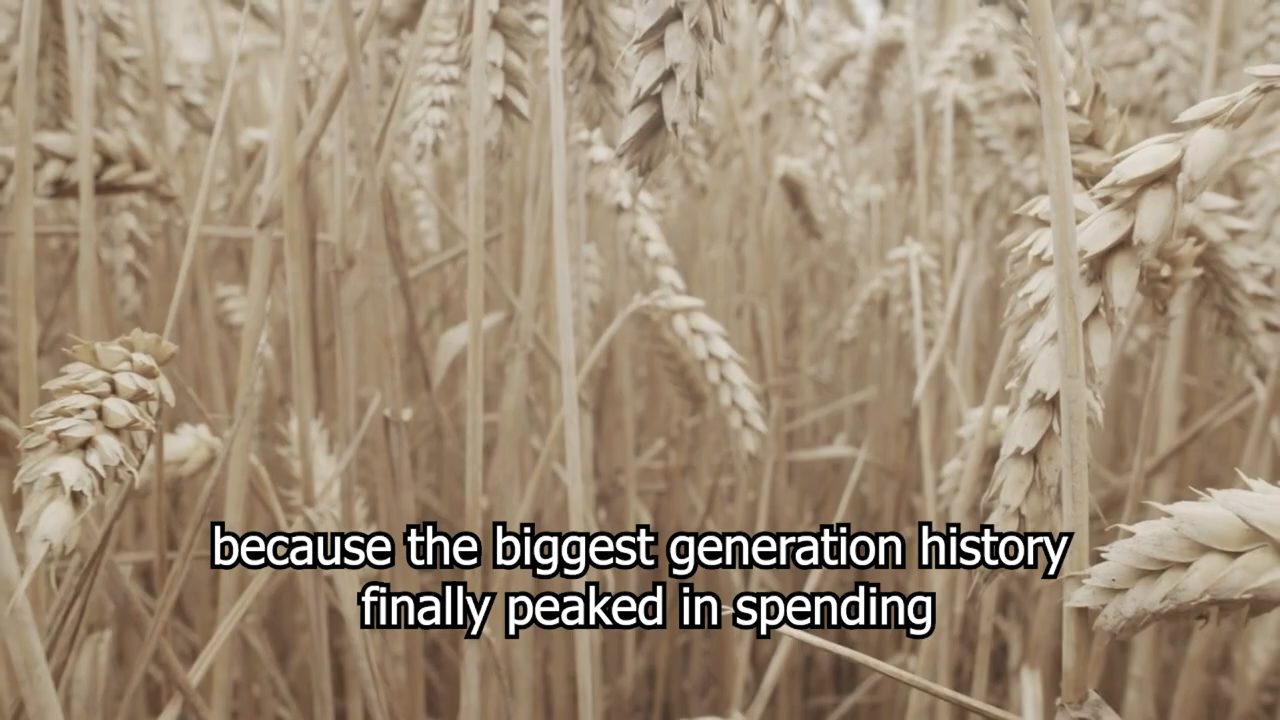 because the biggest generation history
finally peaked in spending